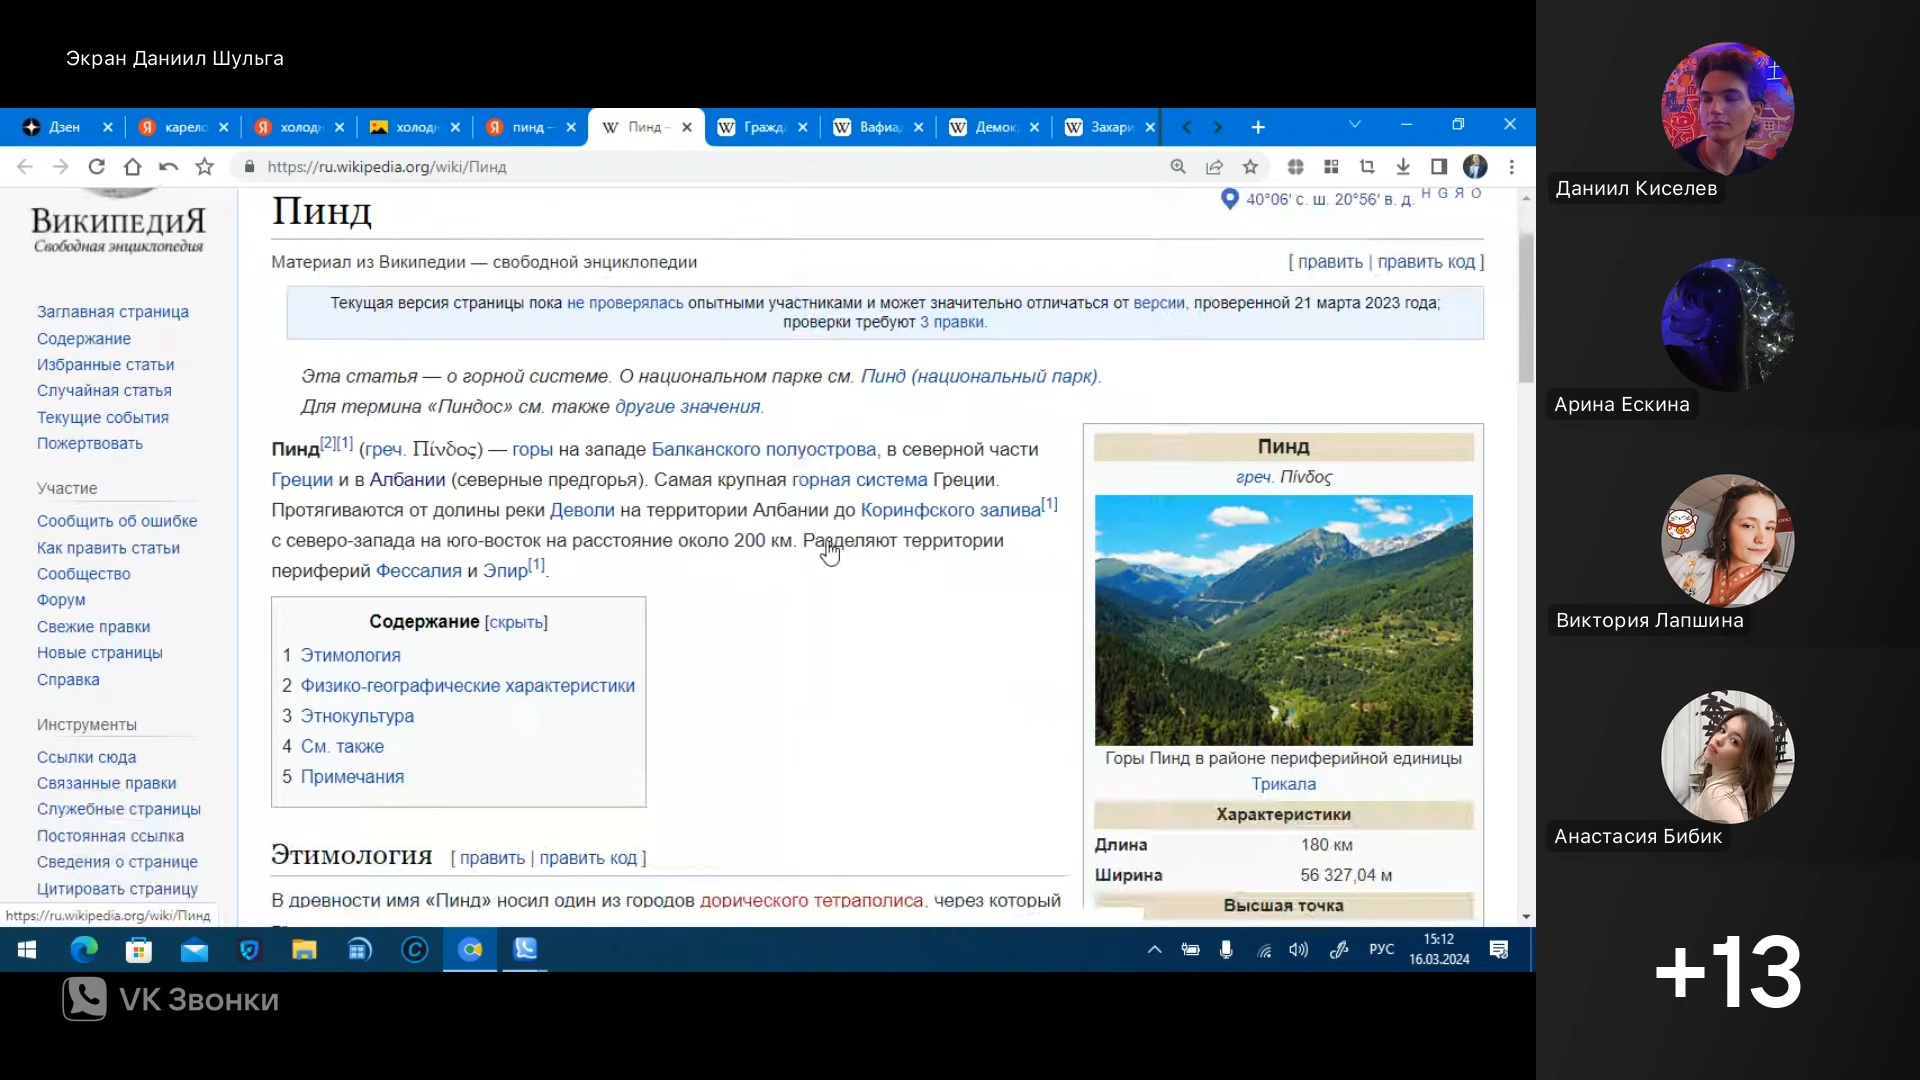 Экран Даниил Шульга
Дзен
карело
холодн
холодн
пинд —
Пинд –
Гражда
Вафиа
Демок
Захари
https://ru.wikipedia.org/wiki/Пинд
ВикипедиЯ
Свободная энциклопедия
Заглавная страница
Содержание
Избранные статьи
Случайная статья
Текущие события
Пожертвовать
Участие
Сообщить об ошибке
Как править статьи
Сообщество
Форум
Свежие правки
Новые страницы
Справка
Инструменты
Ссылки сюда
Связанные правки
Служебные страницы
Постоянная ссылка
Сведения о странице
Цитировать страницу
https://ru.wikipedia.org/wiki/Пинд
Пинд
40°06′ с. ш. 20°56′ в. д. H G Я O
Материал из Википедии — свободной энциклопедии
[ править | править код ]
Текущая версия страницы пока не проверялась опытными участниками и может значительно отличаться от версии, проверенной 21 марта 2023 года;
проверки требуют 3 правки.
Эта статья — о горной системе. О национальном парке см. Пинд (национальный парк).
Для термина «Пиндос» см. также другие значения.
Пинд[2][1] (греч. Πίνδος) — горы на западе Балканского полуострова, в северной части
Греции и в Албании (северные предгорья). Самая крупная горная система Греции.
Протягиваются от долины реки Деволи на территории Албании до Коринфского залива[1]
с северо-запада на юго-восток на расстояние около 200 км. Разделяют территории
периферий Фессалия и Эпир[1].
Содержание [скрыть]
1 Этимология
2 Физико-географические характеристики
3 Этнокультура
4 См. также
5 Примечания
Этимология [ править | править код ]
В древности имя «Пинд» носил один из городов дорического тетраполиса, через который
Пинд
греч. Πίνδος
Горы Пинд в районе периферийной единицы
Трикала
Характеристики
Длина 180 км
Ширина 56 327,04 м
Высшая точка
РУС
15:12
16.03.2024
VK Звонки
Даниил Киселев
Арина Ескина
Виктория Лапшина
Анастасия Бибик
+13